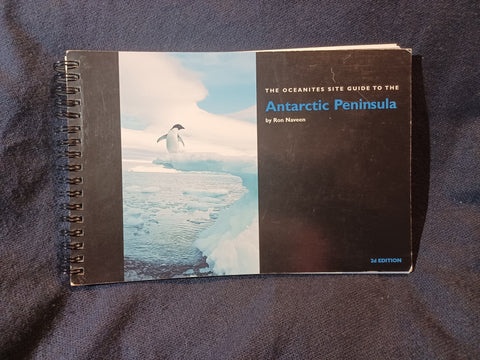 THE OCEANITES SITE GUIDE TO THE
Antarctic Peninsula
by Ron Naveen
2d EDITION